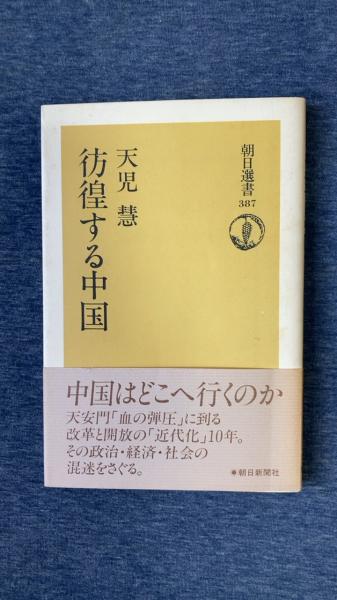 朝日選書
387
天児 慧
彷徨する中国
中国はどこへ行くのか
天安門「血の弾圧」に到る
改革と開放の「近代化」10年。
その政治・経済・社会の
混迷をさぐる。
朝日新聞社